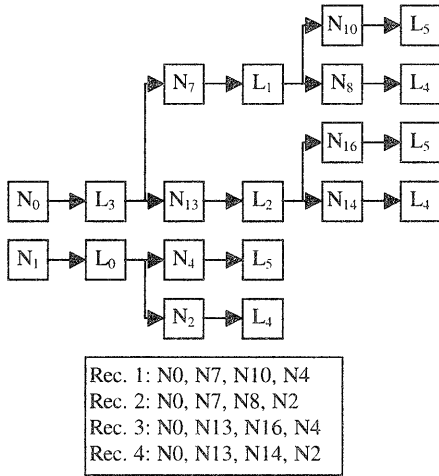 N10 L5
N7 L1 N8 L4
N16 L5
N0 L3 N13 L2 N14 L4
N1 L0 N4 L5
N2 L4
Rec. 1: N0, N7, N10, N4
Rec. 2: N0, N7, N8, N2
Rec. 3: N0, N13, N16, N4
Rec. 4: N0, N13, N14, N2